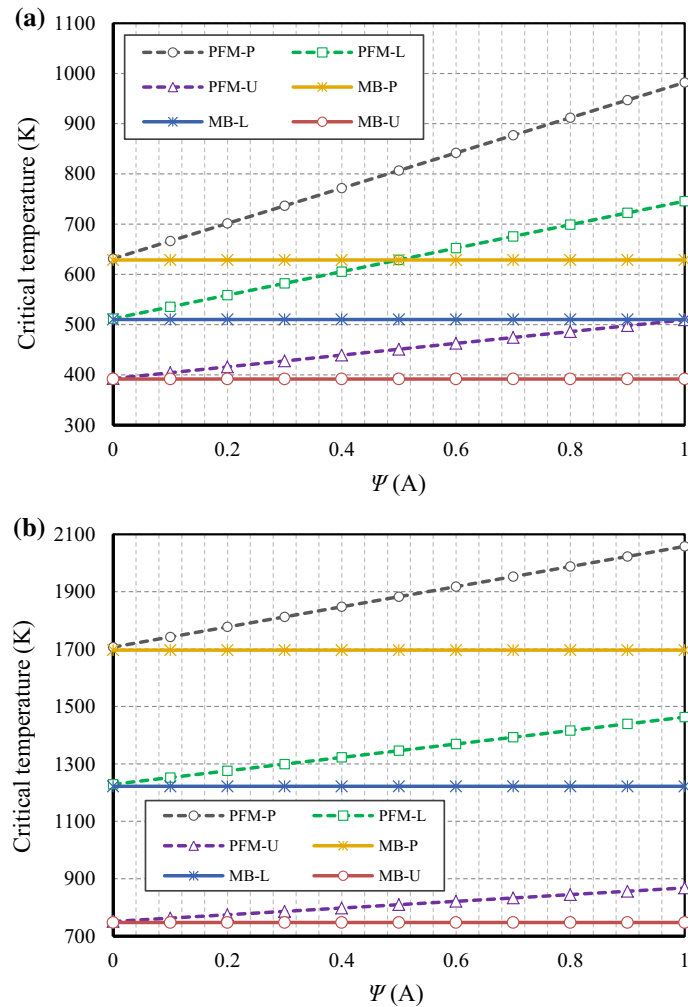 (a)
1100
1000
900
800
700
600
500
400
300
Critical temperature (K)
PFM-P PFM-L
PFM-U MB-P
MB-L MB-U
0 0.2 0.4 0.6 0.8 1
Ψ (A)
(b)
2100
1900
1700
1500
1300
1100
900
700
Critical temperature (K)
PFM-P PFM-L
PFM-U MB-P
MB-L MB-U
0 0.2 0.4 0.6 0.8 1
Ψ (A)